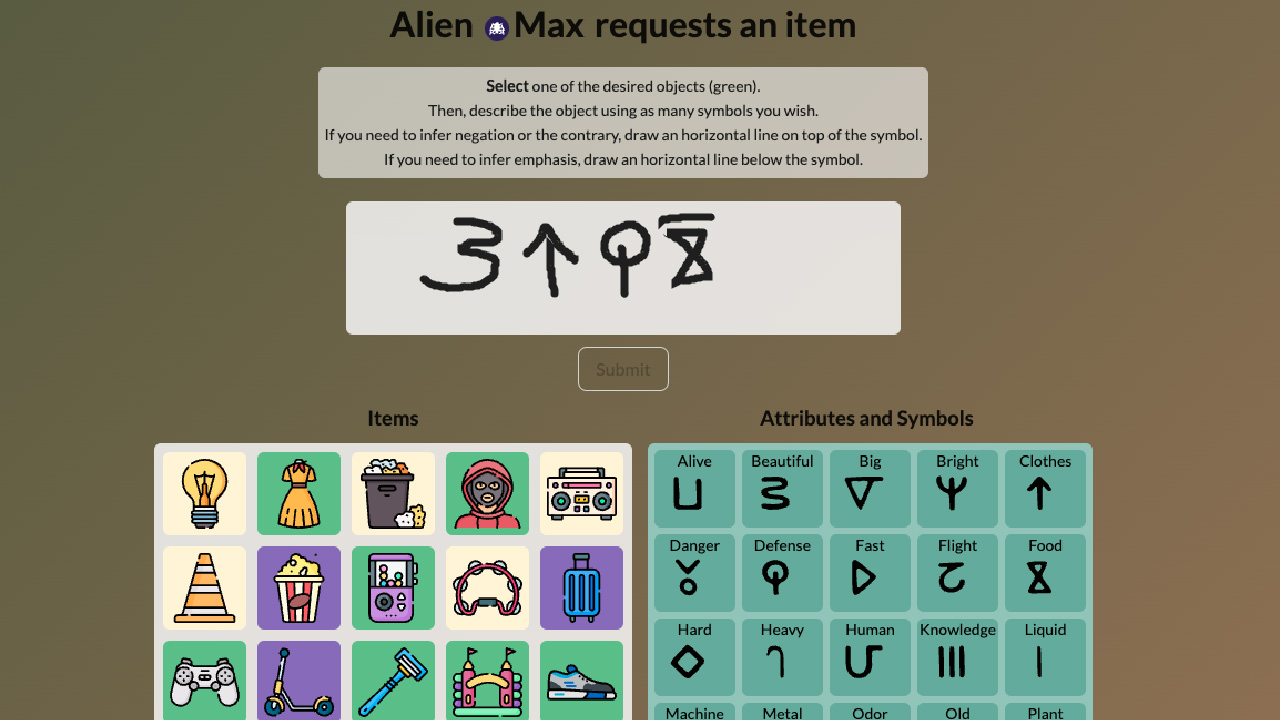 Alien Max requests an item
Select one of the desired objects (green).
Then, describe the object using as many symbols you wish.
If you need to infer negation or the contrary, draw an horizontal line on top of the symbol.
If you need to infer emphasis, draw an horizontal line below the symbol.
Submit
Items
Attributes and Symbols
Alive Beautiful Big Bright Clothes
Danger Defense Fast Flight Food
Hard Heavy Human Knowledge Liquid
Machine Metal Odor Old Plant